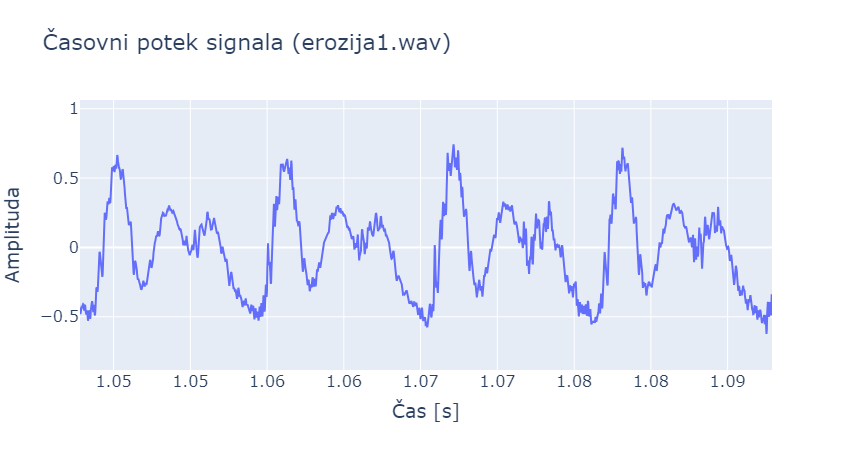 Časovni potek signala (erozija1.wav)
1
0.5
0
−0.5
Amplituda
1.05 1.05 1.06 1.06 1.07 1.07 1.08 1.08 1.09
Čas [s]